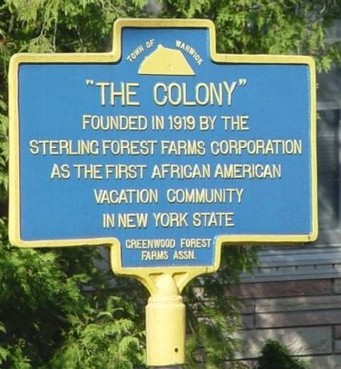 TOWN OF WARWICK
"THE COLONY"
FOUNDED IN 1919 BY THE
STERLING FOREST FARMS CORPORATION
AS THE FIRST AFRICAN AMERICAN
VACATION COMMUNITY
IN NEW YORK STATE
GREENWOOD FOREST
FARMS ASSN.